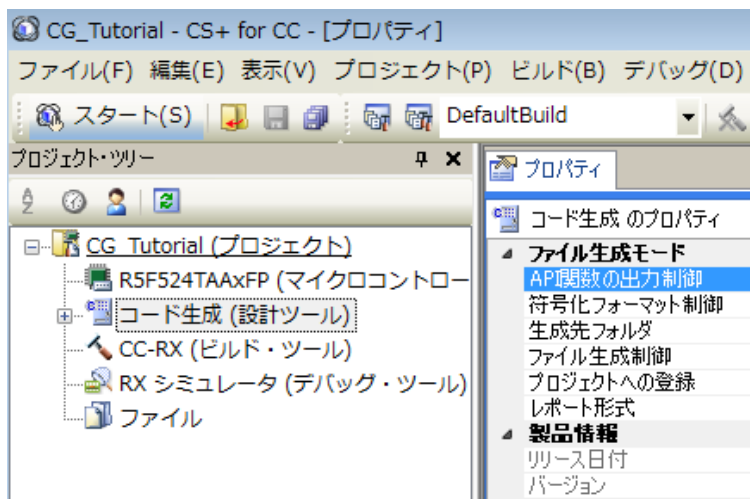 CG_Tutorial - CS+ for CC - [プロパティ]
ファイル(F) 編集(E) 表示(V) プロジェクト(P) ビルド(B) デバッグ(D)
スタート(S) DefaultBuild
プロジェクト・ツリー
プロパティ
コード生成 のプロパティ
CG_Tutorial (プロジェクト)
R5F524TAAxFP (マイクロコントロー
コード生成 (設計ツール)
CC-RX (ビルド・ツール)
RX シミュレータ (デバッグ・ツール)
ファイル
ファイル生成モード
API関数の出力制御
符号化フォーマット制御
生成先フォルダ
ファイル生成制御
プロジェクトへの登録
レポート形式
製品情報
リリース日付
バージョン